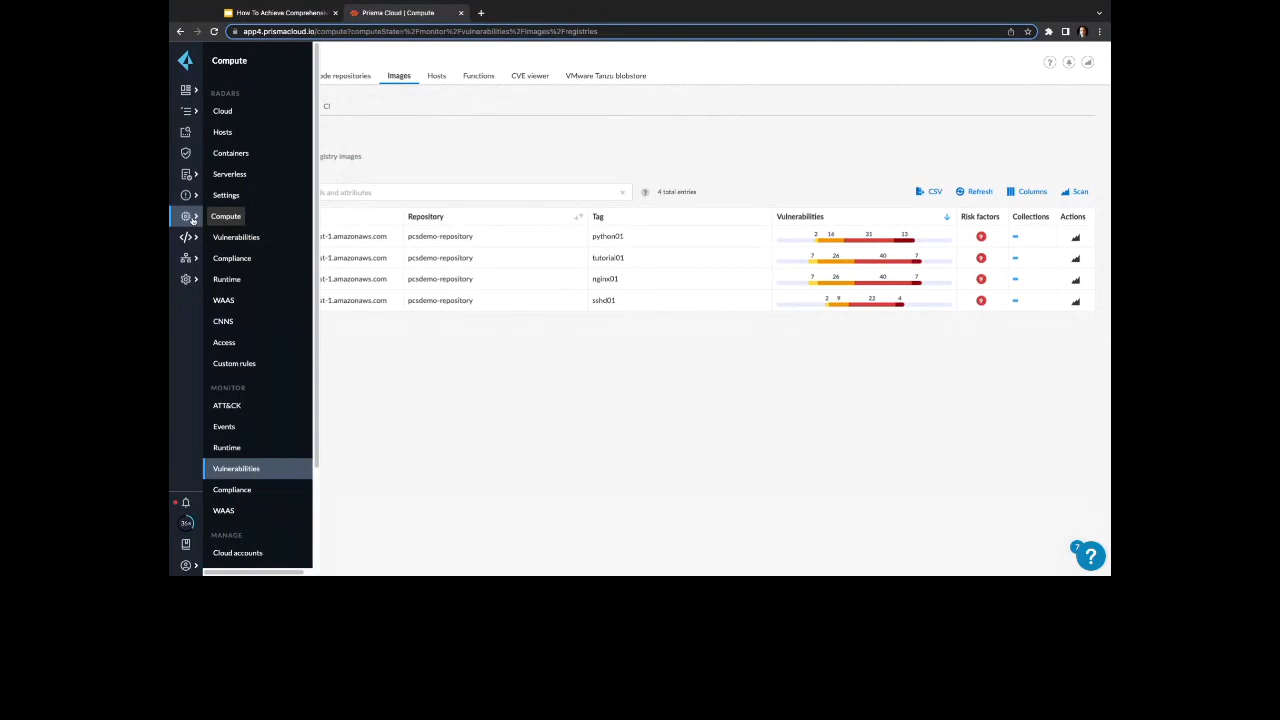 How To Achieve Comprehensiv
Prisma Cloud | Compute
app4.prismacloud.io/compute?computeState=%2Fmonitor%2Fvulnerabilities%2Fimages%2Fregistries
Compute
RADARS
Cloud
Hosts
Containers
Serverless
Settings
Compute
Vulnerabilities
Compliance
Runtime
WAAS
CNNS
Access
Custom rules
MONITOR
ATT&CK
Events
Runtime
Vulnerabilities
Compliance
WAAS
MANAGE
Cloud accounts
ode repositories Images Hosts Functions CVE viewer VMware Tanzu blobstore
CI
gistry images
ls and attributes 4 total entries CSV Refresh Columns Scan
Repository Tag Vulnerabilities Risk factors Collections Actions
st-1.amazonaws.com pcsdemo-repository python01 2 16 31 13 9
st-1.amazonaws.com pcsdemo-repository tutorial01 7 26 40 7 9
st-1.amazonaws.com pcsdemo-repository nginx01 7 26 40 7 9
st-1.amazonaws.com pcsdemo-repository sshd01 2 9 22 4 9
7
?